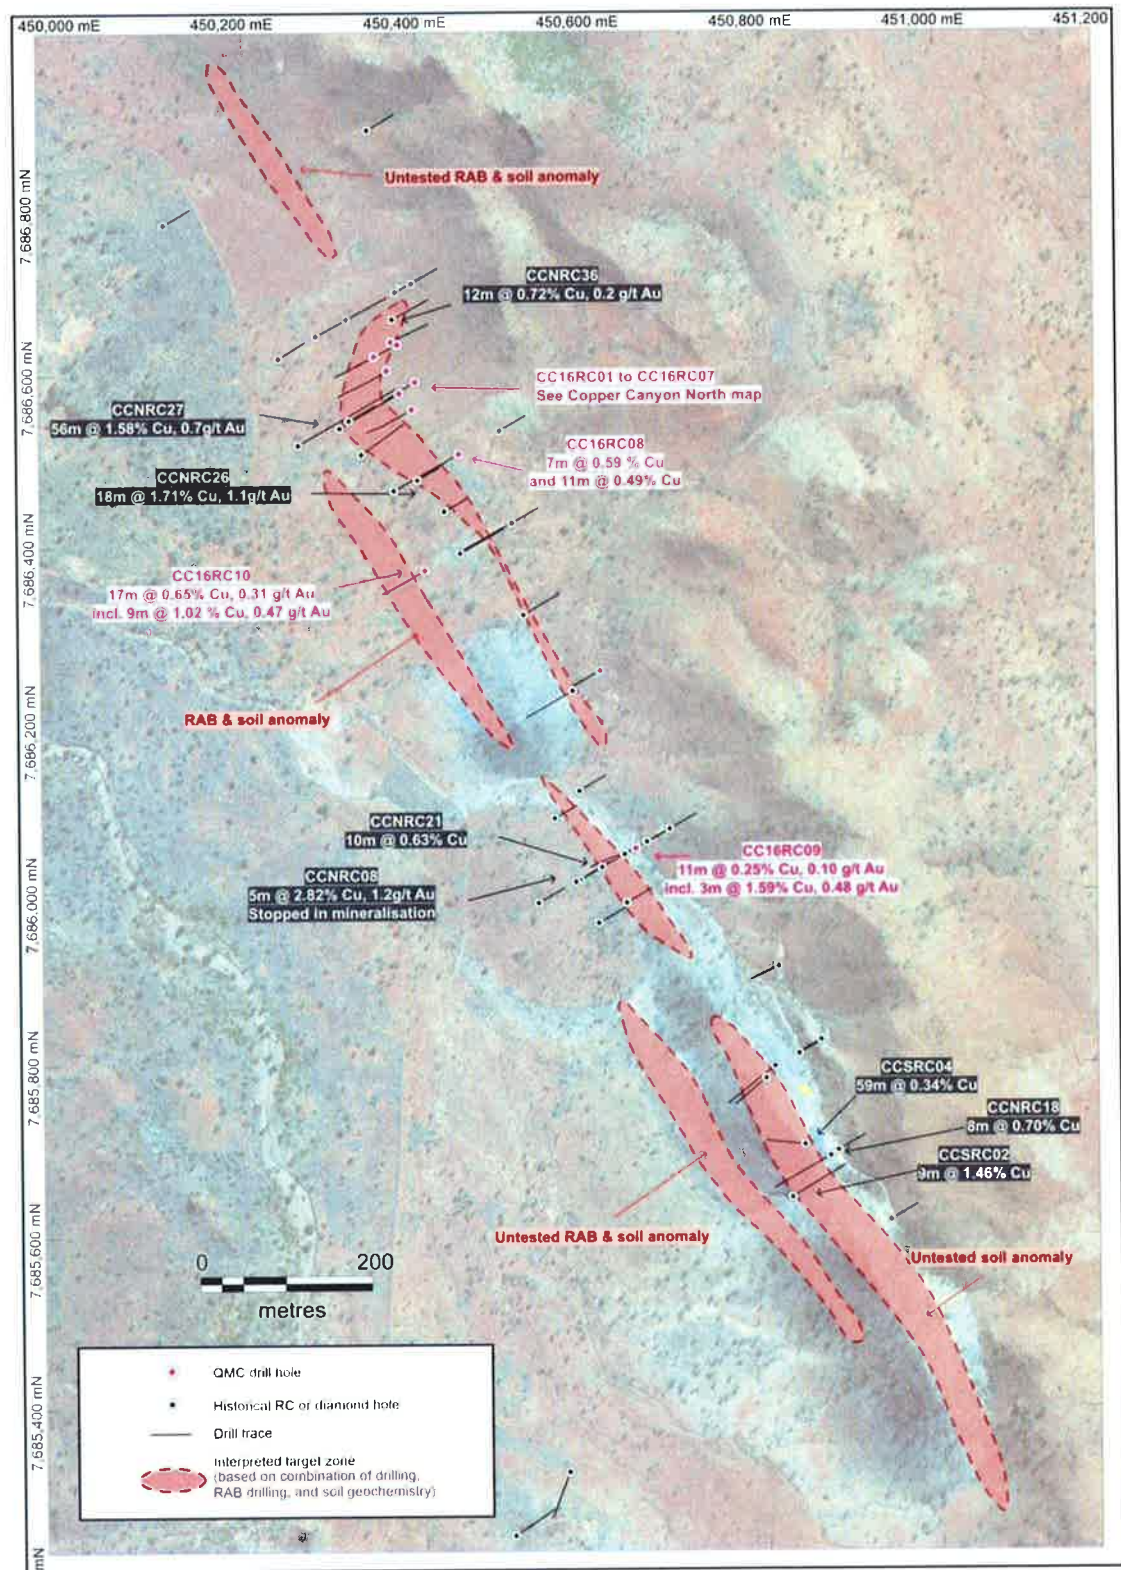 450,000 mE
450,200 mE
450,400 mE
450,600 mE
450,800 mE
451,000 mE
451,200
Untested RAB & soil anomaly
7,686,800 mN
CCNRC36
12m @ 0.72% Cu, 0.2 g/t Au
7,686,600 mN
CC16RC01 to CC16RC07
See Copper Canyon North map
CCNRC27
56m @ 1.58% Cu, 0.7g/t Au
CC16RC08
7m @ 0.59 % Cu
and 11m @ 0.49% Cu
CCNRC26
18m @ 1.71% Cu, 1.1g/t Au
7,686,400 mN
CC16RC10
17m @ 0.65% Cu, 0.31 g/t Au
incl. 9m @ 1.02 % Cu, 0.47 g/t Au
RAB & soil anomaly
7,686,200 mN
CCNRC21
10m @ 0.63% Cu
CC16RC09
11m @ 0.25% Cu, 0.10 g/t Au
incl. 3m @ 1.59% Cu, 0.48 g/t Au
CCNRC08
5m @ 2.82% Cu, 1.2g/t Au
Stopped in mineralisation
7,686,000 mN
7,685,800 mN
CCSRC04
59m @ 0.34% Cu
CCNRC18
8m @ 0.70% Cu
CCSRC02
9m @ 1.46% Cu
Untested RAB & soil anomaly
Untested soil anomaly
7,685,600 mN
0 200
metres
7,685,400 mN
QMC drill hole
Historical RC or diamond hole
Drill trace
Interpreted target zone
(based on combination of drilling,
RAB drilling, and soil geochemistry)
mN